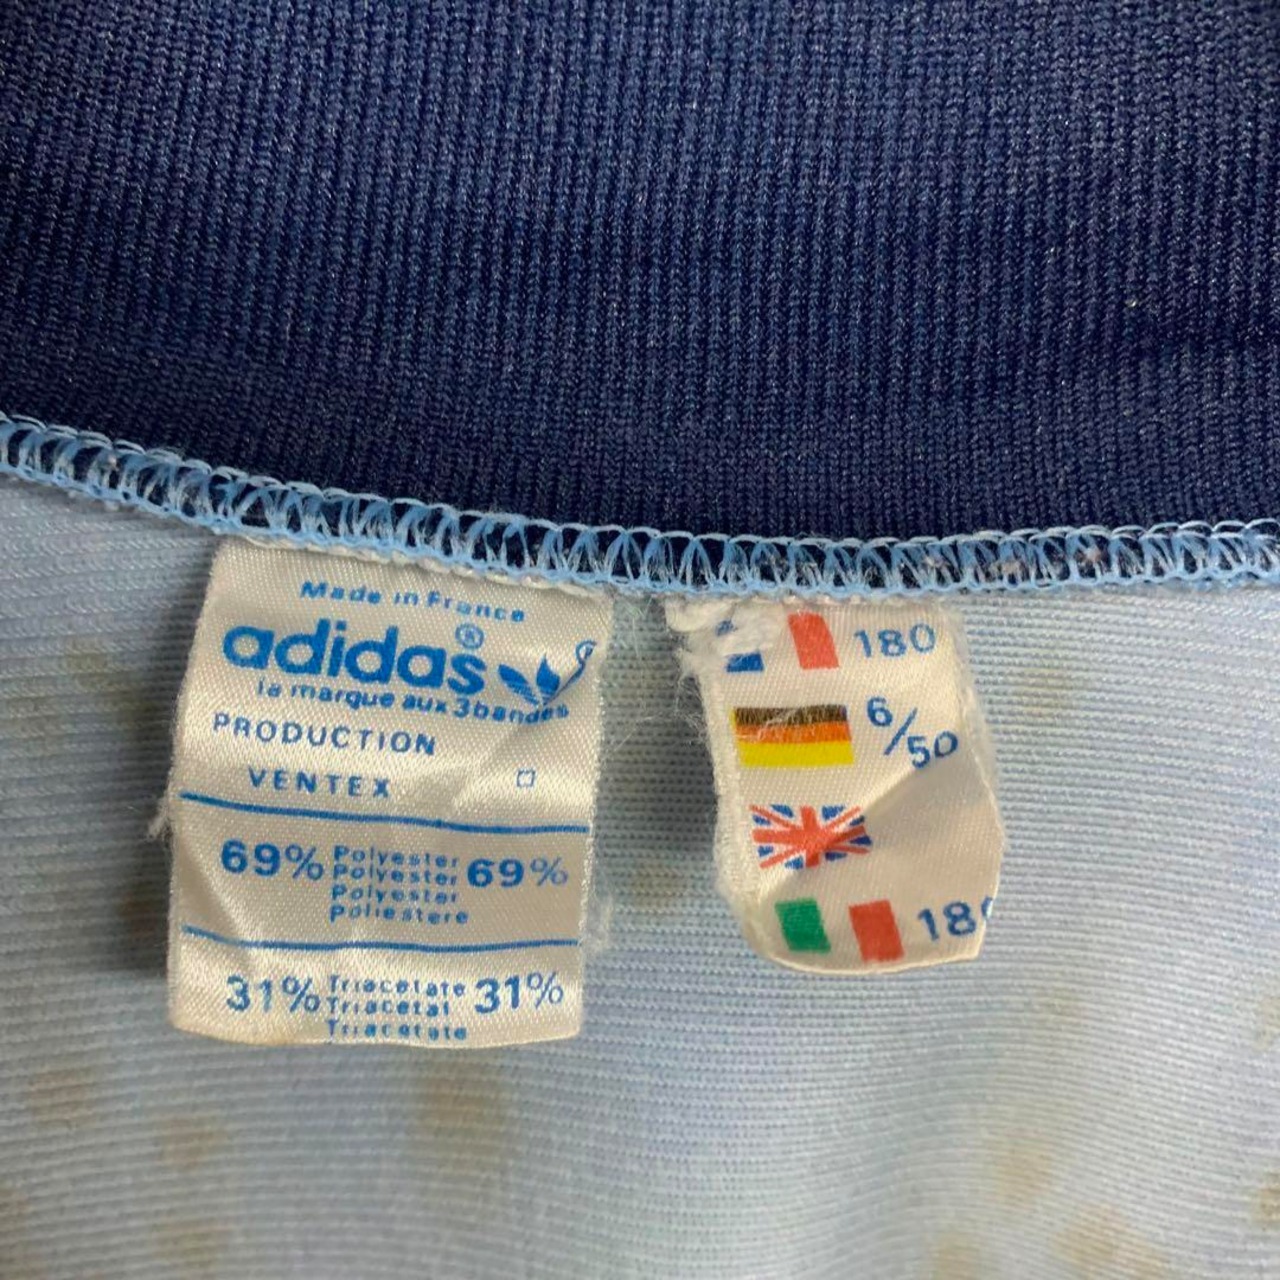 Made in France
adidas®
la marque aux 3 bandes
PRODUCTION
VENTEX
69% Polyester 69%
Polyester
Polyester
Poliestere
31% Triacetate 31%
Triacetat
Triacetate
180
6/50
18